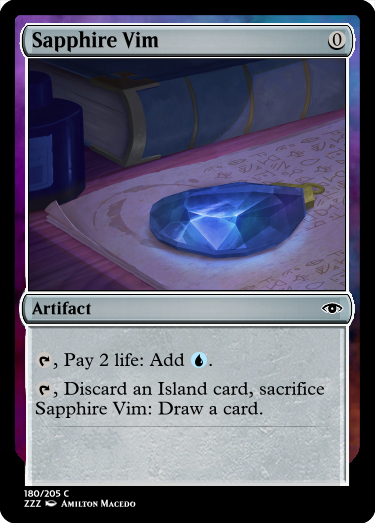 Sapphire Vim 0
Artifact
, Pay 2 life: Add .
, Discard an Island card, sacrifice
Sapphire Vim: Draw a card.
180/205 C
ZZZ Amilton Macedo